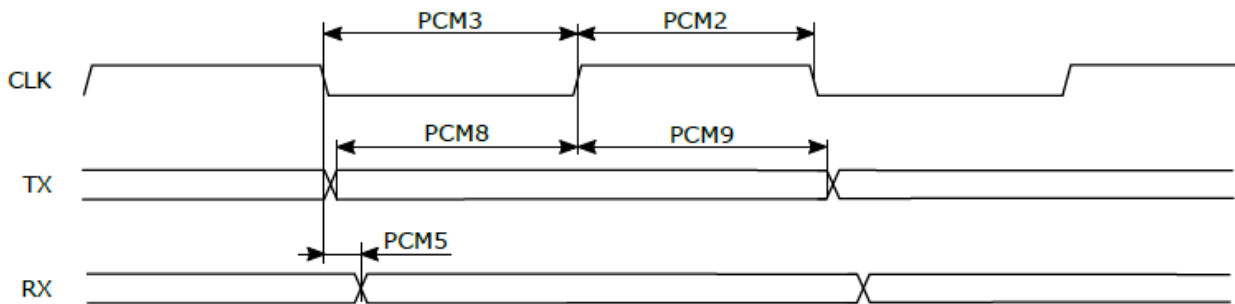 PCM3 PCM2
CLK
PCM8 PCM9
TX
PCM5
RX